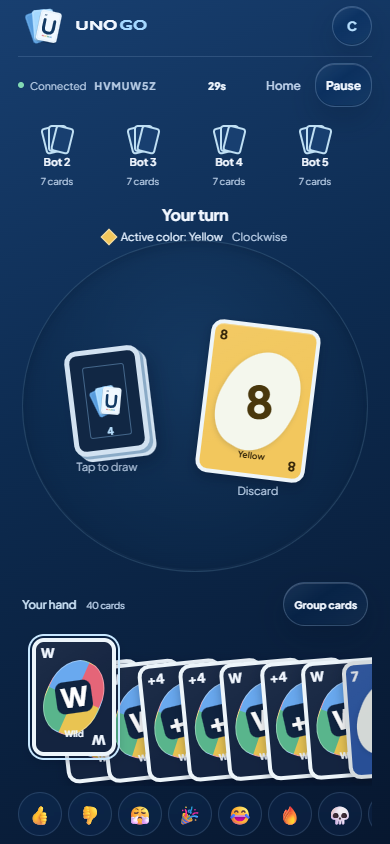 U UNO GO C
Connected HVMUW5Z 29s Home Pause
Bot 2 Bot 3 Bot 4 Bot 5
7 cards 7 cards 7 cards 7 cards
Your turn
Active color: Yellow Clockwise
8
U
8
4
Yellow
8
Tap to draw
Discard
Your hand 40 cards Group cards
W
+4 W +4 W +4 W 7
W
Wild
W